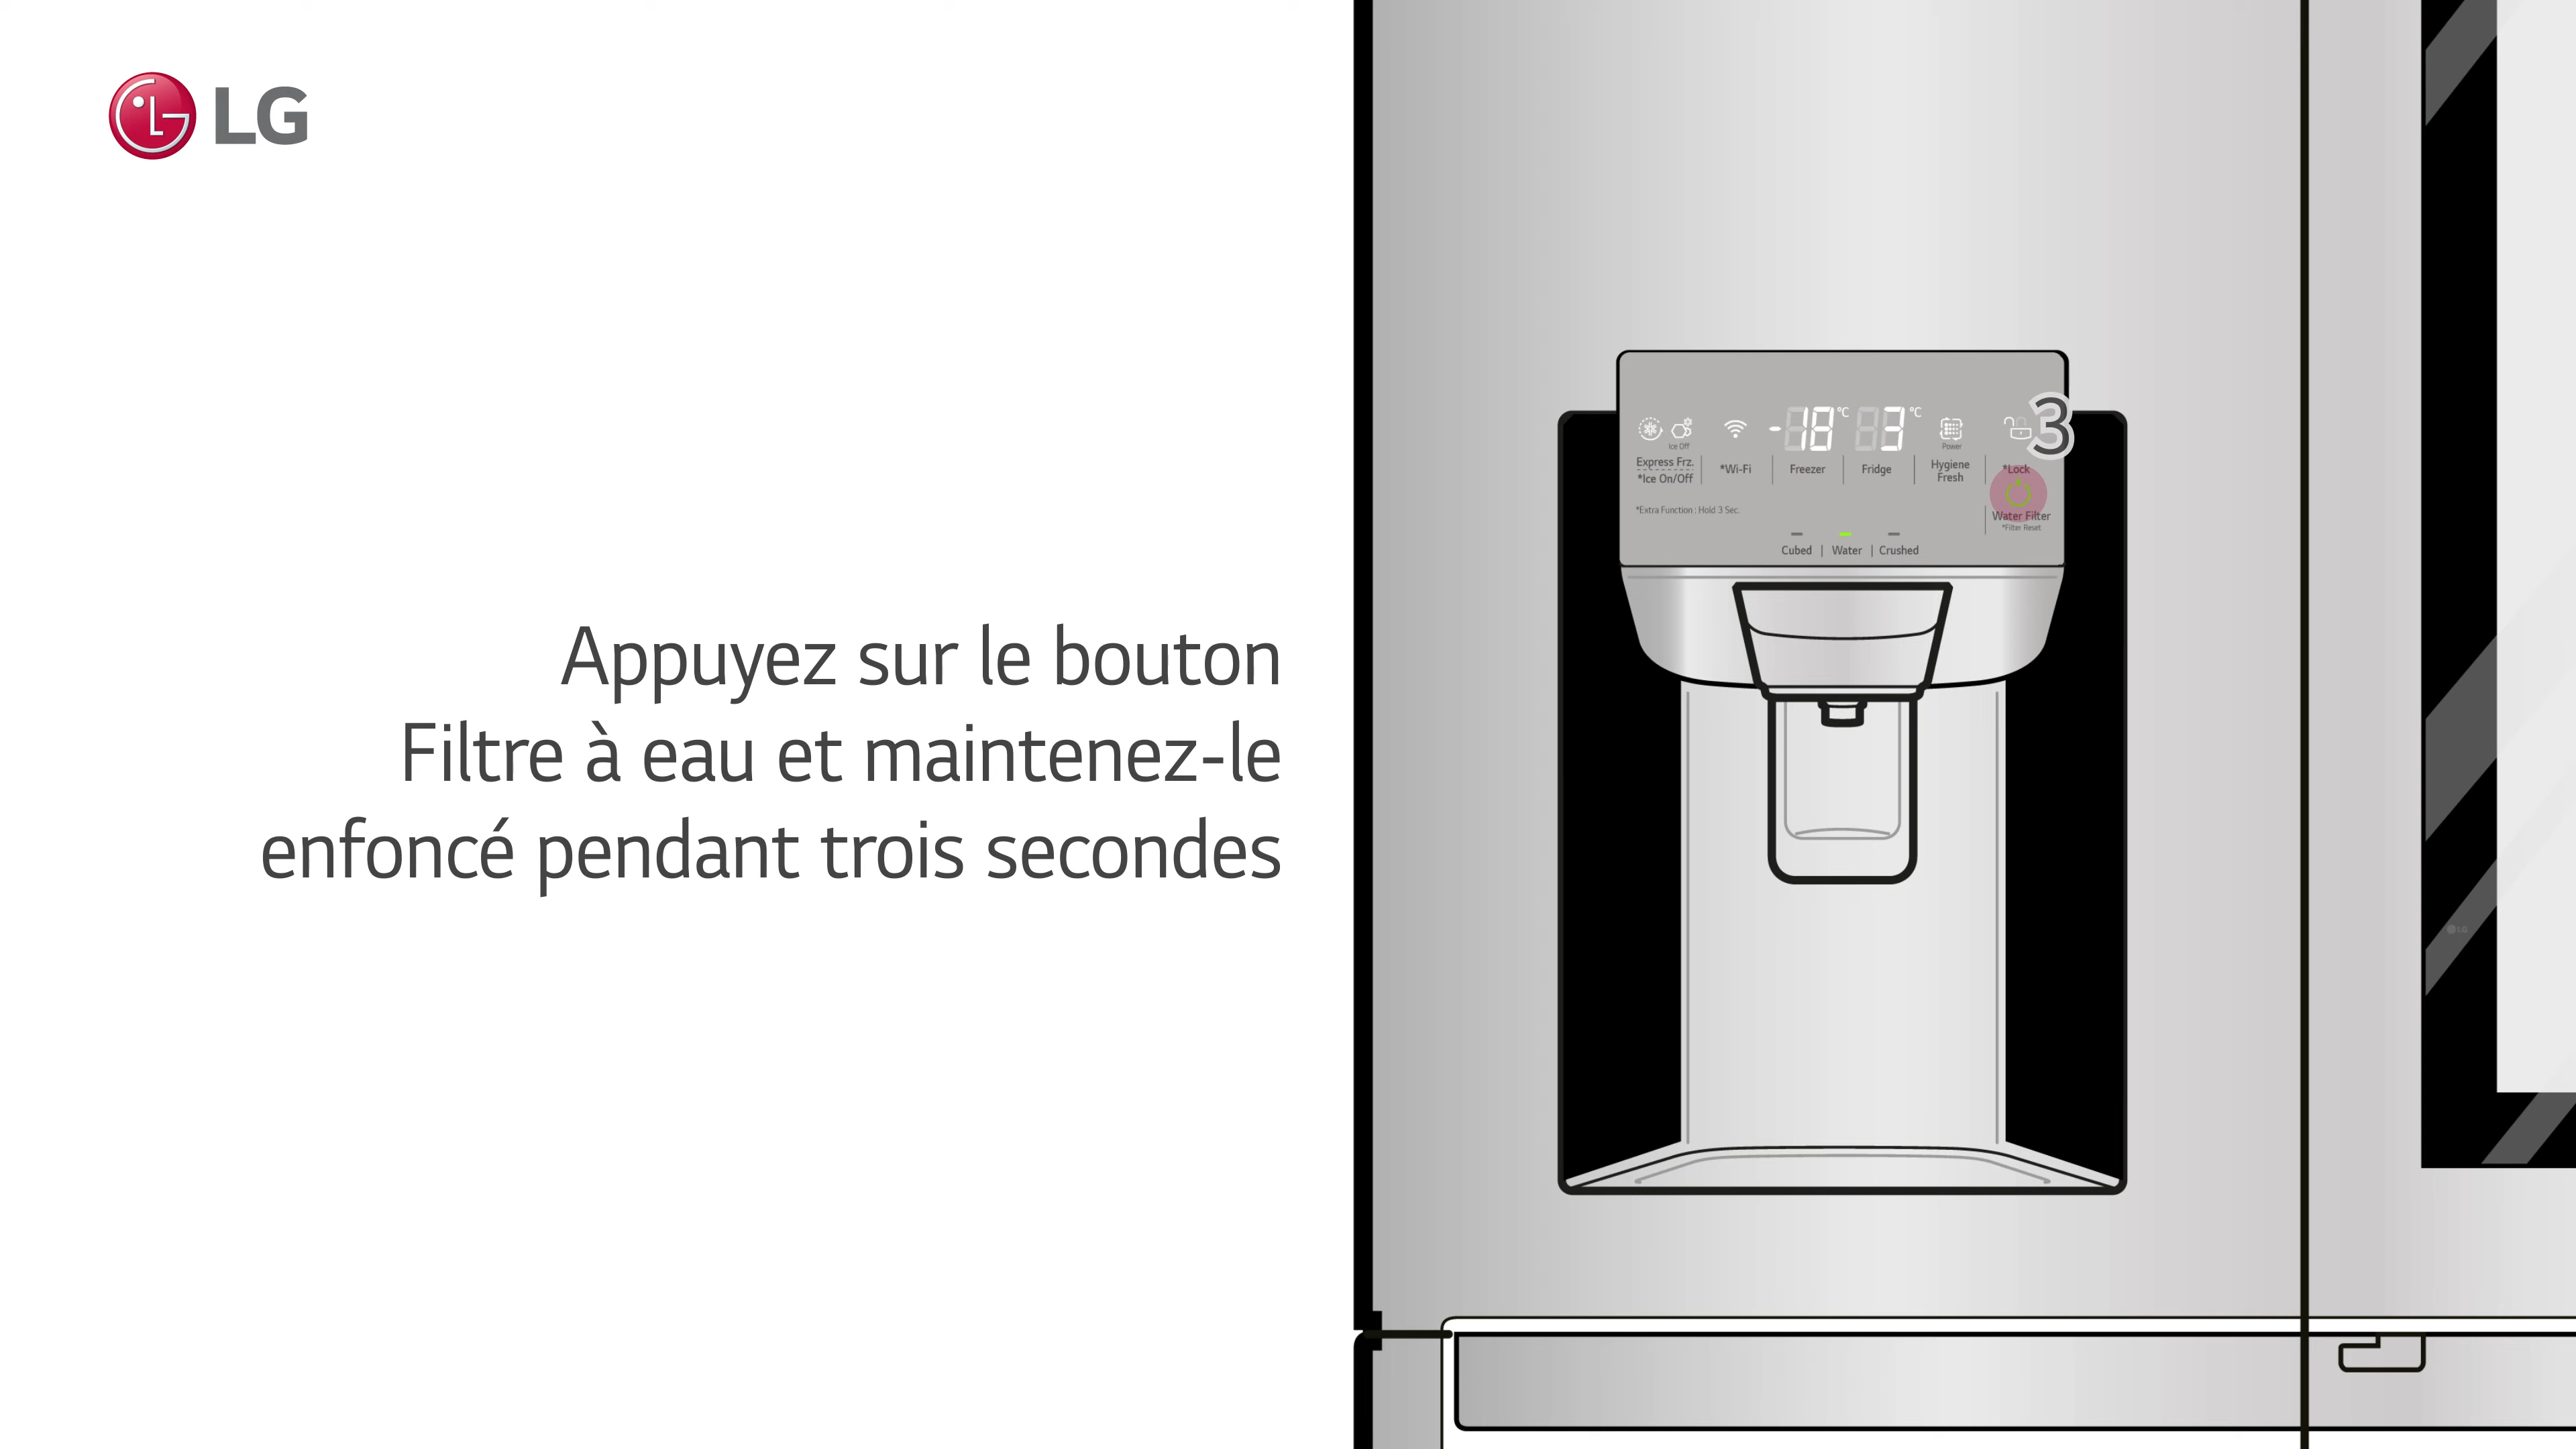 LG
Appuyez sur le bouton
Filtre à eau et maintenez-le
enfoncé pendant trois secondes
-18 °C 3 °C 3
Ice Off Power
Express Frz. *Wi-Fi Freezer Fridge Hygiene *Lock
*Ice On/Off Fresh
*Extra Function : Hold 3 Sec. Water Filter
*Filter Reset
Cubed | Water | Crushed
LG